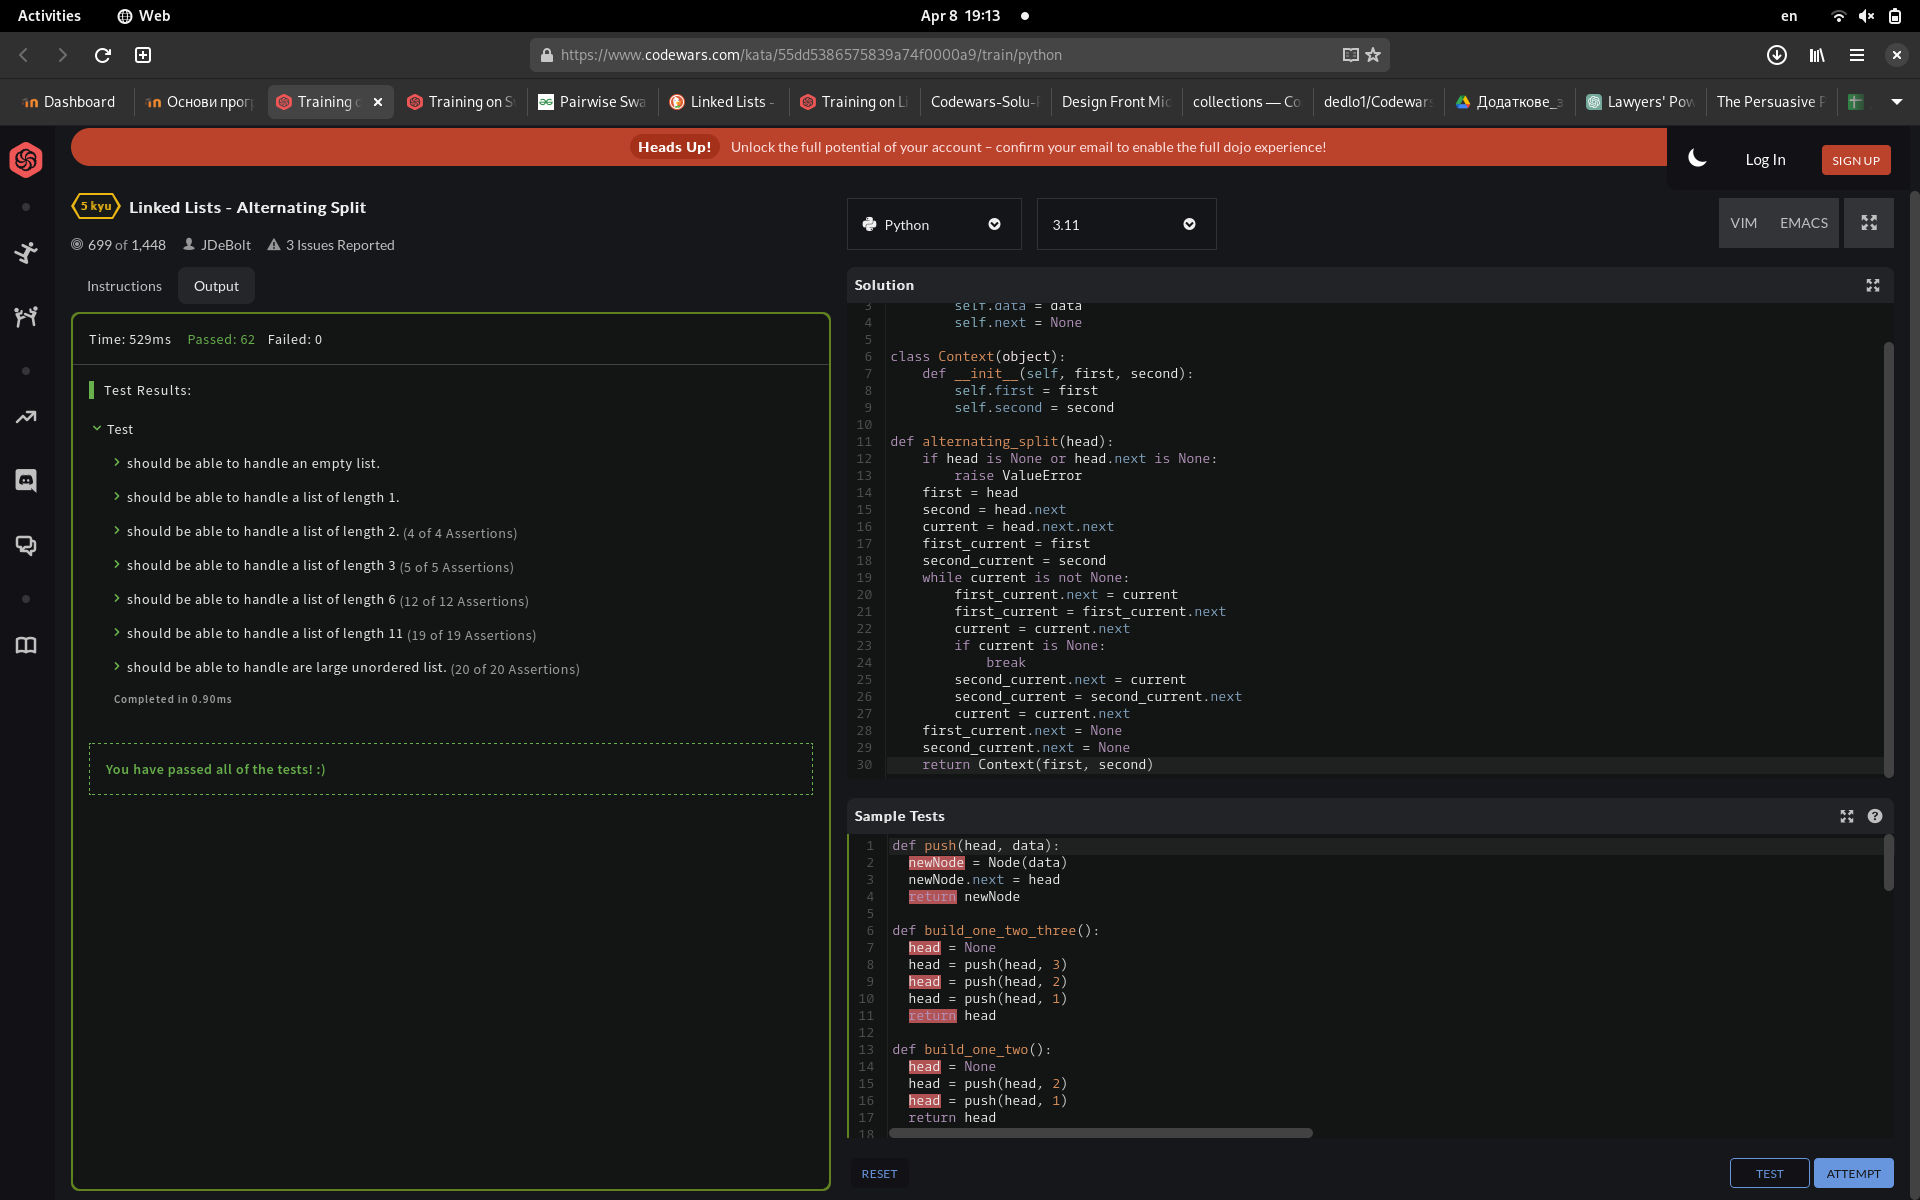 Activities Web Apr 8 19:13 en
https://www.codewars.com/kata/55dd5386575839a74f0000a9/train/python
Dashboard Основи прог Training o Training on S Pairwise Swa Linked Lists - Training on Li Codewars-Solu- Design Front Mic collections — Co dedlo1/Codewars Додаткове_з Lawyers' Pow The Persuasive P
Heads Up! Unlock the full potential of your account – confirm your email to enable the full dojo experience!
Log In SIGN UP
5 kyu Linked Lists - Alternating Split
699 of 1,448 JDeBolt 3 Issues Reported
Instructions Output
Time: 529ms Passed: 62 Failed: 0
Test Results:
Test
should be able to handle an empty list.
should be able to handle a list of length 1.
should be able to handle a list of length 2. (4 of 4 Assertions)
should be able to handle a list of length 3 (5 of 5 Assertions)
should be able to handle a list of length 6 (12 of 12 Assertions)
should be able to handle a list of length 11 (19 of 19 Assertions)
should be able to handle are large unordered list. (20 of 20 Assertions)
Completed in 0.90ms
You have passed all of the tests! :)
Python 3.11 VIM EMACS
Solution
3 self.data = data
4 self.next = None
5
6 class Context(object):
7 def __init__(self, first, second):
8 self.first = first
9 self.second = second
10
11 def alternating_split(head):
12 if head is None or head.next is None:
13 raise ValueError
14 first = head
15 second = head.next
16 current = head.next.next
17 first_current = first
18 second_current = second
19 while current is not None:
20 first_current.next = current
21 first_current = first_current.next
22 current = current.next
23 if current is None:
24 break
25 second_current.next = current
26 second_current = second_current.next
27 current = current.next
28 first_current.next = None
29 second_current.next = None
30 return Context(first, second)
Sample Tests
1 def push(head, data):
2 newNode = Node(data)
3 newNode.next = head
4 return newNode
5
6 def build_one_two_three():
7 head = None
8 head = push(head, 3)
9 head = push(head, 2)
10 head = push(head, 1)
11 return head
12
13 def build_one_two():
14 head = None
15 head = push(head, 2)
16 head = push(head, 1)
17 return head
18
RESET TEST ATTEMPT